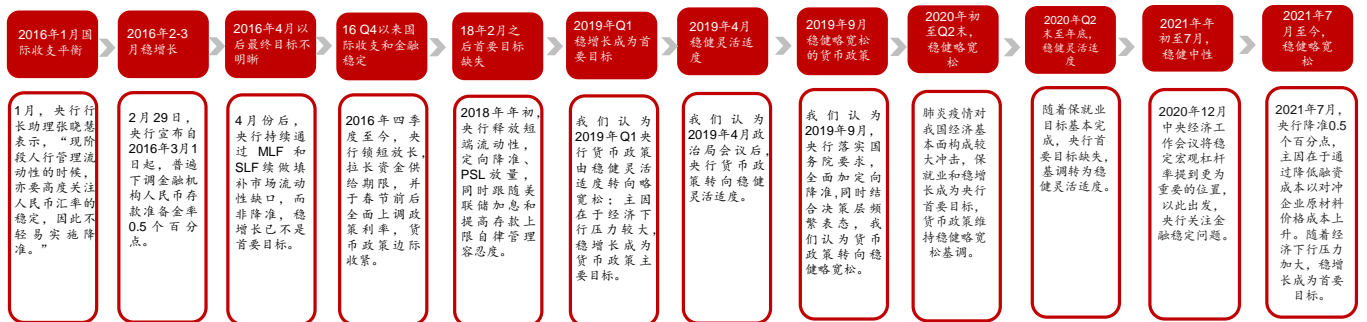 2016年1月国
际收支平衡
2016年2-3
月稳增长
2016年4月以
后最终目标不
明晰
16 Q4以来国
际收支和金融
稳定
18年2月之
后首要目标
缺失
2019年Q1
稳增长成为首
要目标
2019年4月
稳健灵活适
度
2019年9月
稳健略宽松
的货币政策
2020年初
至Q2末,
稳健略宽
松
2020年Q2
末至年底,
稳健灵活适
度
2021年年
初至7月,
稳健中性
2021年7
月至今,
稳健略宽
松
1月，央行行
长助理张晓慧
表示，“现阶
段人行管理流
动性的时候，
亦要高度关注
人民币汇率的
稳定，因此不
轻易实施降
准。”
2月29日，
央行宣布自
2016年3月1
日起，普遍
下调金融机
构人民币存
款准备金率
0.5个百分
点。
4月份后，
央行持续通
过 MLF 和
SLF续做填
补市场流动
性缺口，而
非降准，稳
增长已不是
首要目标。
2016年四季
度至今，央
行锁短放长，
拉长资金供
给期限，并
于春节前后
全面上调政
策利率，货
币政策边际
收紧。
2018年年初，
央行释放短
端流动性，
定向降准、
PSL放量，
同时跟随美
联储加息和
提高存款上
限自律管理
容忍度。
我们认为
2019年Q1央
行货币政策
由稳健灵活
适度转向略
宽松；主因
在于经济下
行压力较大，
稳增长成为
货币政策主
要目标。
我们认为
2019年4月政
治局会议后，
央行货币政
策转向稳健
灵活适度。
我们认为
2019年9月，
央行落实国
务院要求，
全面加定向
降准,同时结
合决策层频
繁表态，我
们认为货币
政策转向稳
健略宽松。
肺炎疫情对
我国经济基
本面构成较
大冲击，保
就业和稳增
长成为央行
首要目标，
货币政策维
持稳健略宽
松基调。
随着保就业
目标基本完
成，央行首
要目标缺失，
基调转为稳
健灵活适度。
2020年12月
中央经济工
作会议将稳
定宏观杠杆
率提到更为
重要的位置，
以此出发，
央行关注金
融稳定问题。
2021年7月，
央行降准0.5
个百分点，
主因在于通
过降低融资
成本以对冲
企业原材料
价格成本上
升。随着经
济下行压力
加大，稳增
长成为首要
目标。